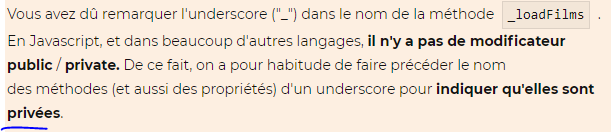 Vous avez dû remarquer l'underscore ("_") dans le nom de la méthode _loadFilms .
En Javascript, et dans beaucoup d'autres langages, il n'y a pas de modificateur
public / private. De ce fait, on a pour habitude de faire précéder le nom
des méthodes (et aussi des propriétés) d'un underscore pour indiquer qu'elles sont
privées.